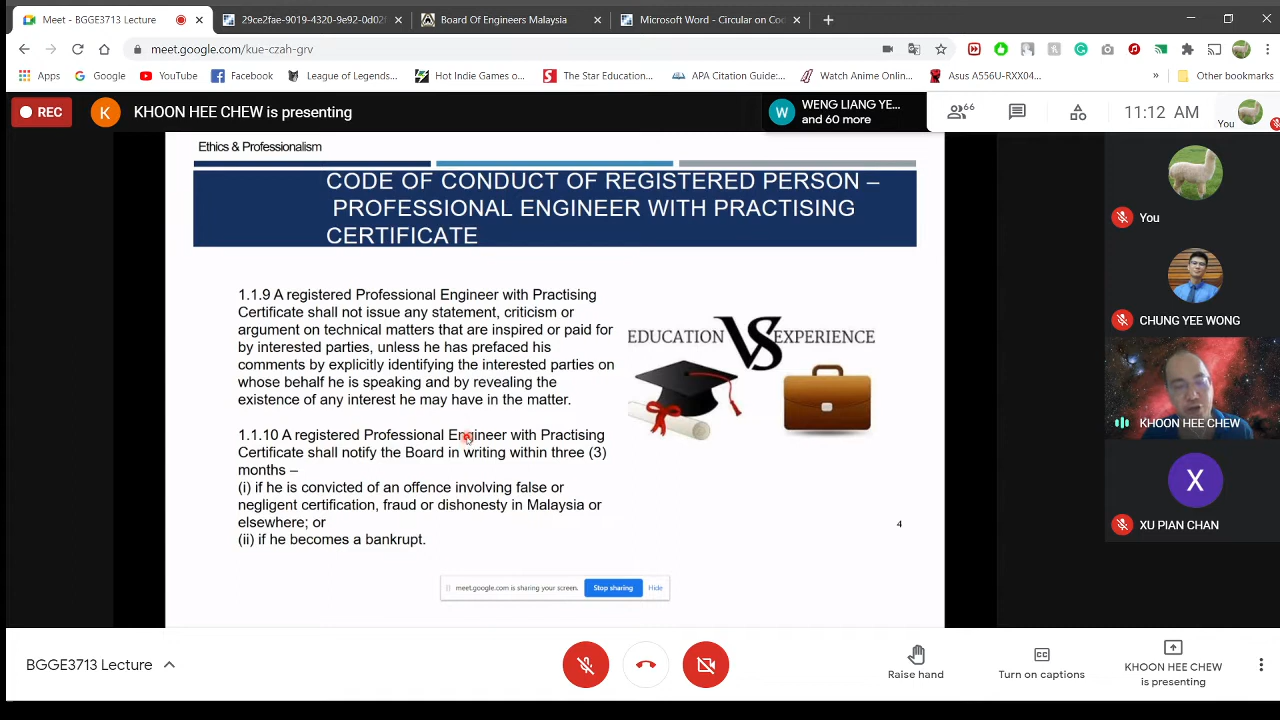 Meet - BGGE3713 Lecture
29ce2fae-9019-4320-9e92-0d02f
Board Of Engineers Malaysia
Microsoft Word - Circular on Cod
meet.google.com/kue-czah-grv
Apps
Google
YouTube
Facebook
League of Legends...
Hot Indie Games o...
The Star Education...
APA Citation Guide:...
Watch Anime Onlin...
Asus A556U-RXX04...
»
Other bookmarks
REC
K
KHOON HEE CHEW is presenting
W
WENG LIANG YE...
and 60 more
66
11:12 AM
You
Ethics & Professionalism
CODE OF CONDUCT OF REGISTERED PERSON –
PROFESSIONAL ENGINEER WITH PRACTISING
CERTIFICATE
1.1.9 A registered Professional Engineer with Practising
Certificate shall not issue any statement, criticism or
argument on technical matters that are inspired or paid for
by interested parties, unless he has prefaced his
comments by explicitly identifying the interested parties on
whose behalf he is speaking and by revealing the
existence of any interest he may have in the matter.
1.1.10 A registered Professional Engineer with Practising
Certificate shall notify the Board in writing within three (3)
months –
(i) if he is convicted of an offence involving false or
negligent certification, fraud or dishonesty in Malaysia or
elsewhere; or
(ii) if he becomes a bankrupt.
EDUCATION VS EXPERIENCE
4
meet.google.com is sharing your screen.
Stop sharing
Hide
You
CHUNG YEE WONG
KHOON HEE CHEW
X
XU PIAN CHAN
BGGE3713 Lecture
Raise hand
Turn on captions
KHOON HEE CHEW
is presenting